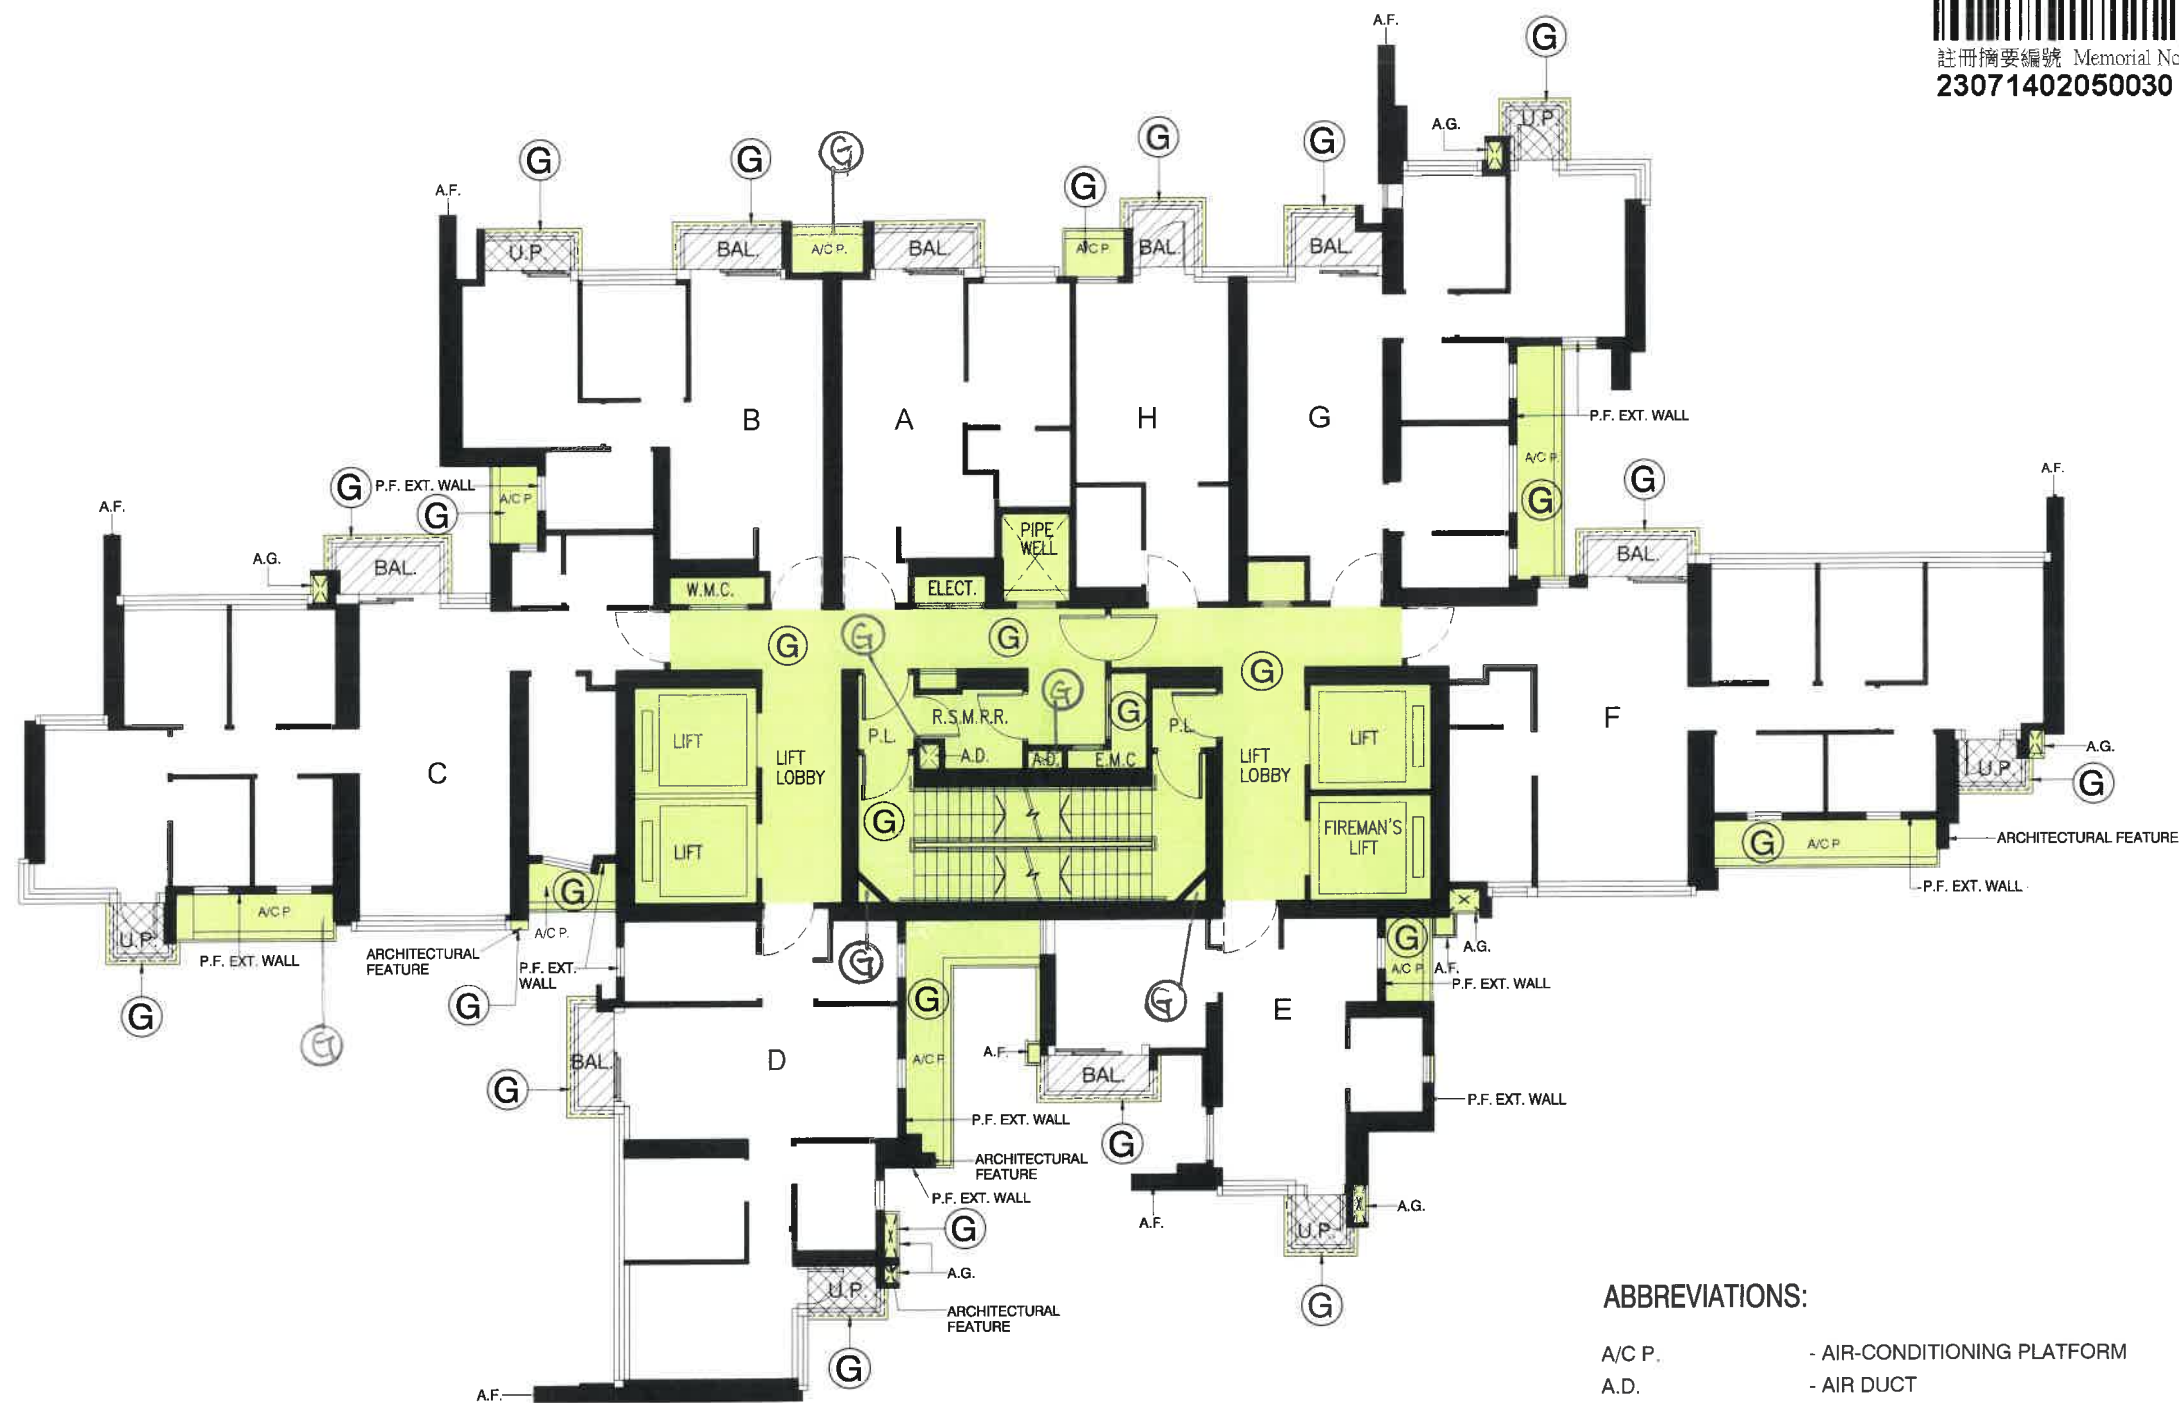 註冊摘要編號 Memorial No
23071402050030
A.F.
G
U.P.
A.G.
G
G
G
G
G
G
A.F.
U.P.
BAL.
A/C P.
BAL.
A/C P.
BAL.
BAL.
B
A
H
G
P.F. EXT. WALL
A/C P.
G
G
P.F. EXT. WALL
G
A/C P.
G
A.F.
A.F.
A.G.
BAL.
PIPE
WELL
BAL.
W.M.C.
ELECT.
G
G
G
G
G
G
R.S.M.R.R.
P.L.
P.L.
A.D.
A.D.
E.M.C
LIFT
LIFT
LOBBY
LIFT
LOBBY
LIFT
F
C
G
LIFT
FIREMAN'S
LIFT
A.G.
U.P.
G
G
A/C P.
ARCHITECTURAL FEATURE
P.F. EXT. WALL
A/C P.
U.P.
P.F. EXT. WALL
G
G
ARCHITECTURAL
FEATURE
G
A/C P.
P.F. EXT.
WALL
G
G
G
G
A/C P.
A.G.
A.F.
P.F. EXT. WALL
E
G
BAL.
D
A/C P.
A.F.
BAL.
G
P.F. EXT. WALL
P.F. EXT. WALL
G
ARCHITECTURAL
FEATURE
P.F. EXT. WALL
A.F.
A.G.
U.P.
G
G
A.G.
U.P.
ARCHITECTURAL
FEATURE
G
A.F.
ABBREVIATIONS:
A/C P. - AIR-CONDITIONING PLATFORM
A.D. - AIR DUCT